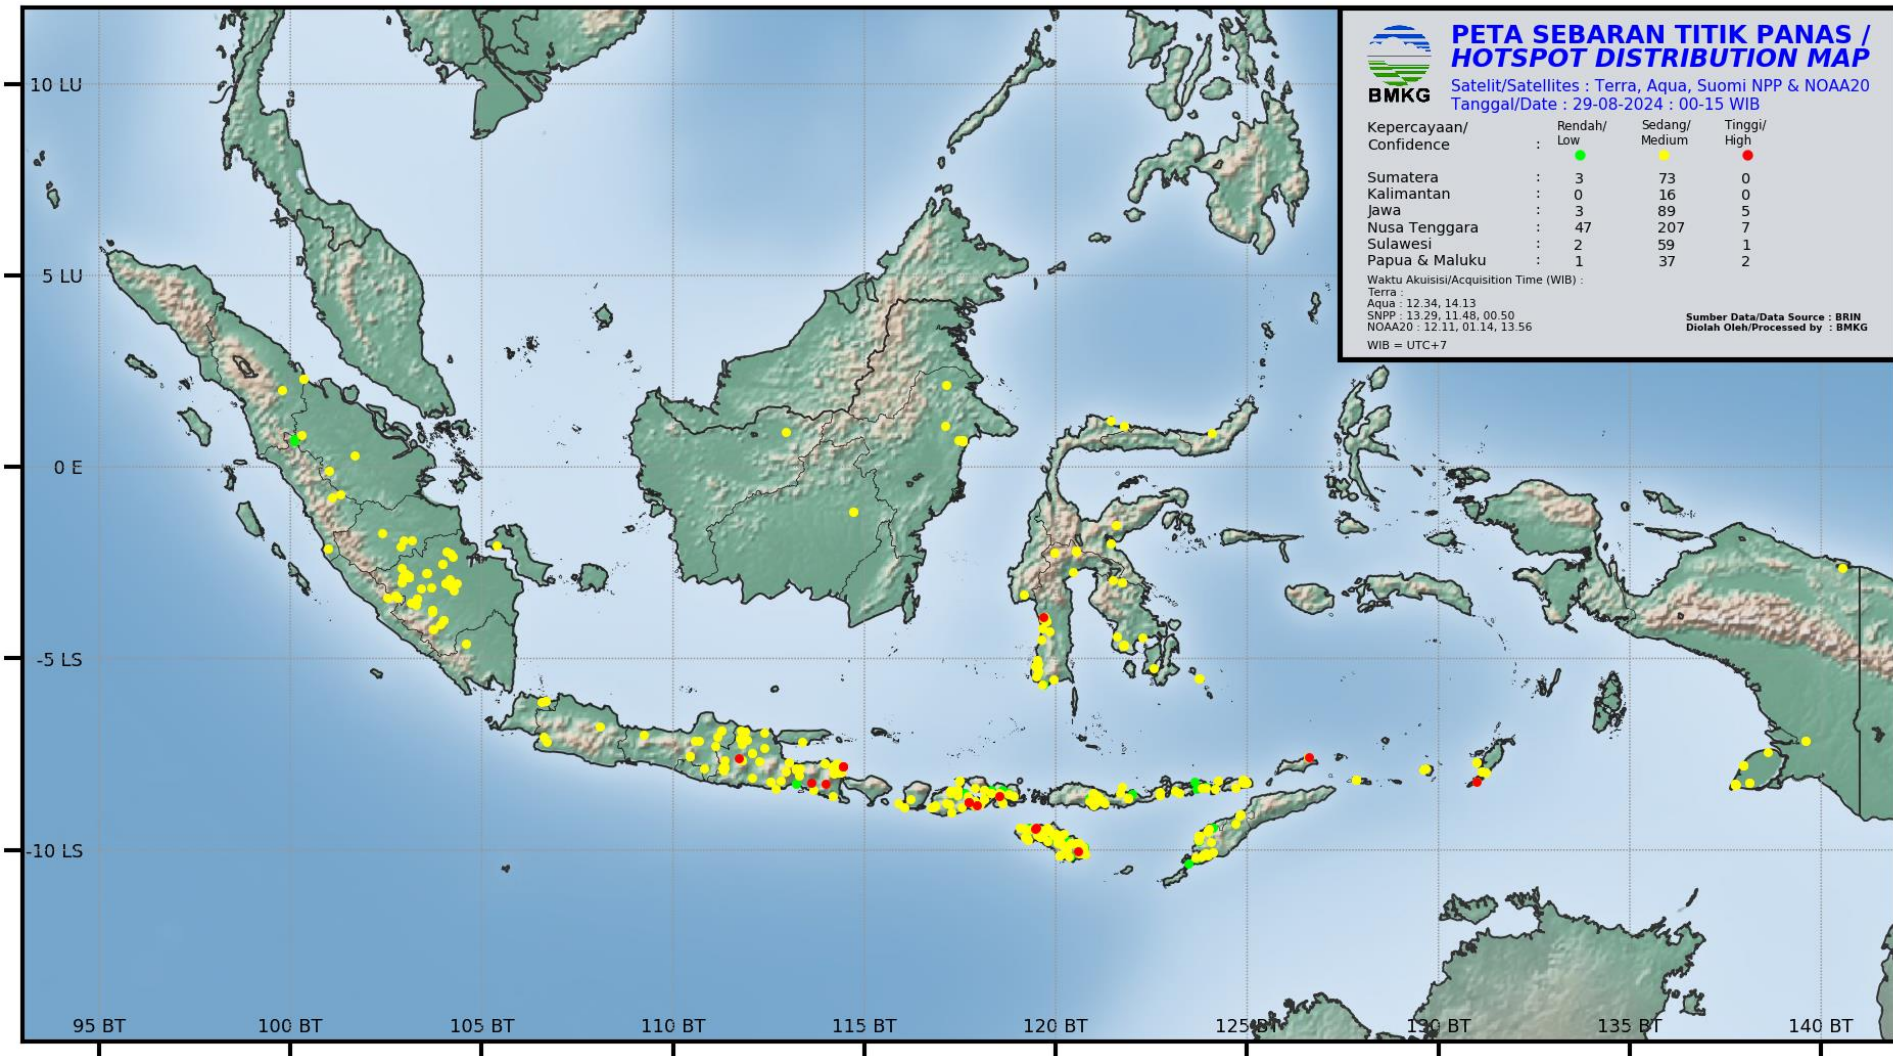 PETA SEBARAN TITIK PANAS /
HOTSPOT DISTRIBUTION MAP
BMKG
Satelit/Satellites : Terra, Aqua, Suomi NPP & NOAA20
Tanggal/Date : 29-08-2024 : 00-15 WIB
Kepercayaan/ Rendah/ Sedang/ Tinggi/
Confidence : Low Medium High
Sumatera : 3 73 0
Kalimantan : 0 16 0
Jawa : 3 89 5
Nusa Tenggara : 47 207 7
Sulawesi : 2 59 1
Papua & Maluku : 1 37 2
Waktu Akuisisi/Acquisition Time (WIB) :
Terra :
Aqua : 12.34, 14.13
SNPP : 13.29, 11.48, 00.50
NOAA20 : 12.11, 01.14, 13.56
WIB = UTC+7
Sumber Data/Data Source : BRIN
Diolah Oleh/Processed by : BMKG
10 LU
5 LU
0 E
-5 LS
-10 LS
95 BT 100 BT 105 BT 110 BT 115 BT 120 BT 125 BT 130 BT 135 BT 140 BT